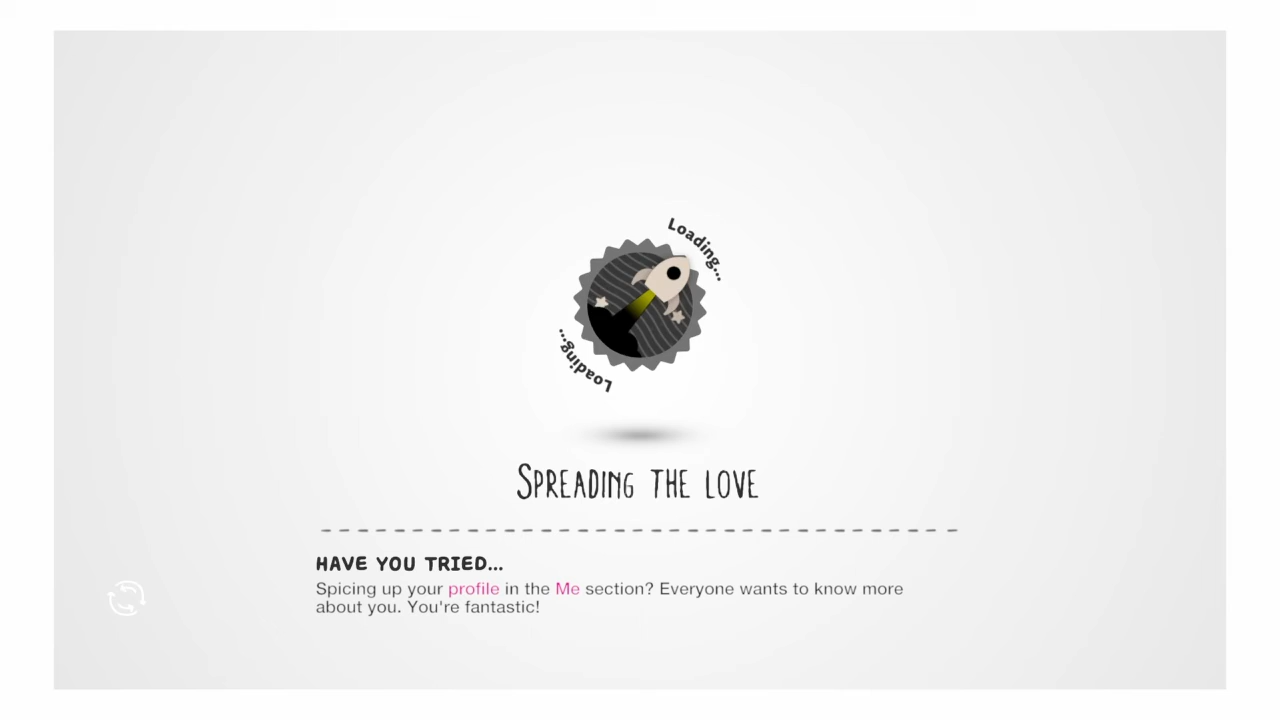 Loading...
Loading...
SPREADING THE LOVE
HAVE YOU TRIED...
Spicing up your profile in the Me section? Everyone wants to know more
about you. You're fantastic!